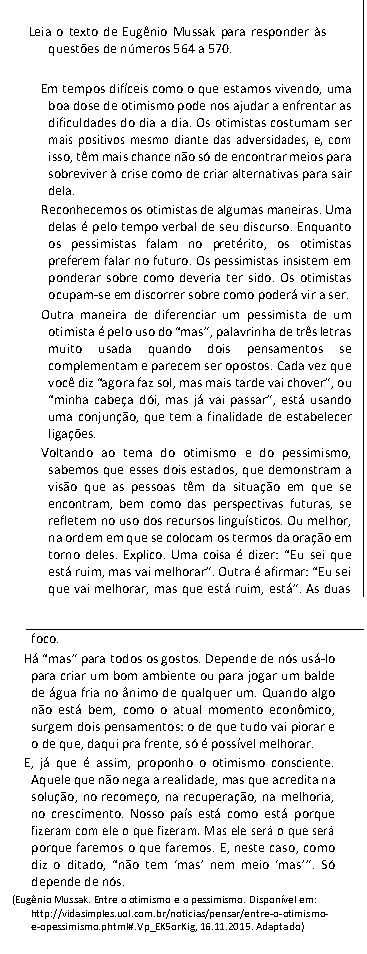 Leia o texto de Eugênio Mussak para responder às
questões de números 564 a 570.
Em tempos difíceis como o que estamos vivendo, uma
boa dose de otimismo pode nos ajudar a enfrentar as
dificuldades do dia a dia. Os otimistas costumam ser
mais positivos mesmo diante das adversidades, e, com
isso, têm mais chance não só de encontrar meios para
sobreviver à crise como de criar alternativas para sair
dela.
Reconhecemos os otimistas de algumas maneiras. Uma
delas é pelo tempo verbal de seu discurso. Enquanto
os pessimistas falam no pretérito, os otimistas
preferem falar no futuro. Os pessimistas insistem em
ponderar sobre como deveria ter sido. Os otimistas
ocupam-se em discorrer sobre como poderá vir a ser.
Outra maneira de diferenciar um pessimista de um
otimista é pelo uso do “mas”, palavrinha de três letras
muito usada quando dois pensamentos se
complementam e parecem ser opostos. Cada vez que
você diz “agora faz sol, mas mais tarde vai chover”, ou
“minha cabeça dói, mas já vai passar”, está usando
uma conjunção, que tem a finalidade de estabelecer
ligações.
Voltando ao tema do otimismo e do pessimismo,
sabemos que esses dois estados, que demonstram a
visão que as pessoas têm da situação em que se
encontram, bem como das perspectivas futuras, se
refletem no uso dos recursos linguísticos. Ou melhor,
na ordem em que se colocam os termos da oração em
torno deles. Explico. Uma coisa é dizer: “Eu sei que
está ruim, mas vai melhorar”. Outra é afirmar: “Eu sei
que vai melhorar, mas que está ruim, está”. As duas
foco.
Há “mas” para todos os gostos. Depende de nós usá-lo
para criar um bom ambiente ou para jogar um balde
de água fria no ânimo de qualquer um. Quando algo
não está bem, como o atual momento econômico,
surgem dois pensamentos: o de que tudo vai piorar e
o de que, daqui pra frente, só é possível melhorar.
E, já que é assim, proponho o otimismo consciente.
Aquele que não nega a realidade, mas que acredita na
solução, no recomeço, na recuperação, na melhoria,
no crescimento. Nosso país está como está porque
fizeram com ele o que fizeram. Mas ele será o que será
porque faremos o que faremos. E, neste caso, como
diz o ditado, “não tem ‘mas’ nem meio ‘mas’”. Só
depende de nós.
(Eugênio Mussak. Entre o otimismo e o pessimismo. Disponível em:
http://vidasimples.uol.com.br/noticias/pensar/entre-o-otimismo-
e-opessimismo.phtml#.Vp_EK5orKig, 16.11.2015. Adaptado)